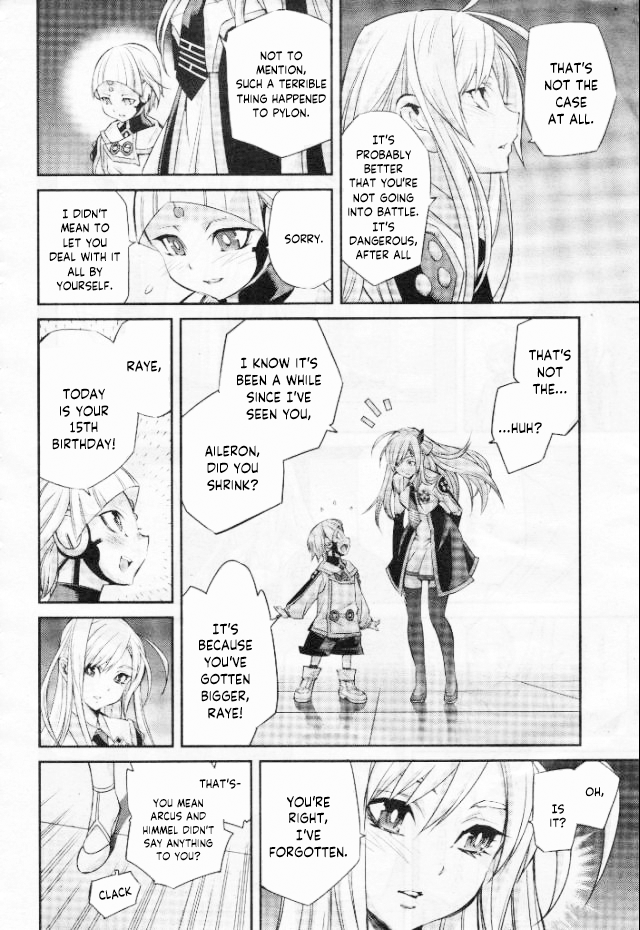 THAT'S
NOT THE
CASE
AT ALL.
IT'S
PROBABLY
BETTER
THAT YOU'RE
NOT GOING
INTO BATTLE.
IT'S
DANGEROUS,
AFTER ALL
NOT TO
MENTION,
SUCH A TERRIBLE
THING HAPPENED
TO PYLON.
SORRY.
I DIDN'T
MEAN TO
LET YOU
DEAL WITH IT
ALL BY
YOURSELF.
THAT'S
NOT
THE...
...HUH?
I KNOW IT'S
BEEN A WHILE
SINCE I'VE
SEEN YOU,
AILERON,
DID YOU
SHRINK?
IT'S
BECAUSE
YOU'VE
GOTTEN
BIGGER,
RAYE!
RAYE,
TODAY
IS YOUR
15TH
BIRTHDAY!
OH,
IS
IT?
YOU'RE
RIGHT,
I'VE
FORGOTTEN.
THAT'S-
YOU MEAN
ARCUS AND
HIMMEL DIDN'T
SAY ANYTHING
TO YOU?
CLACK